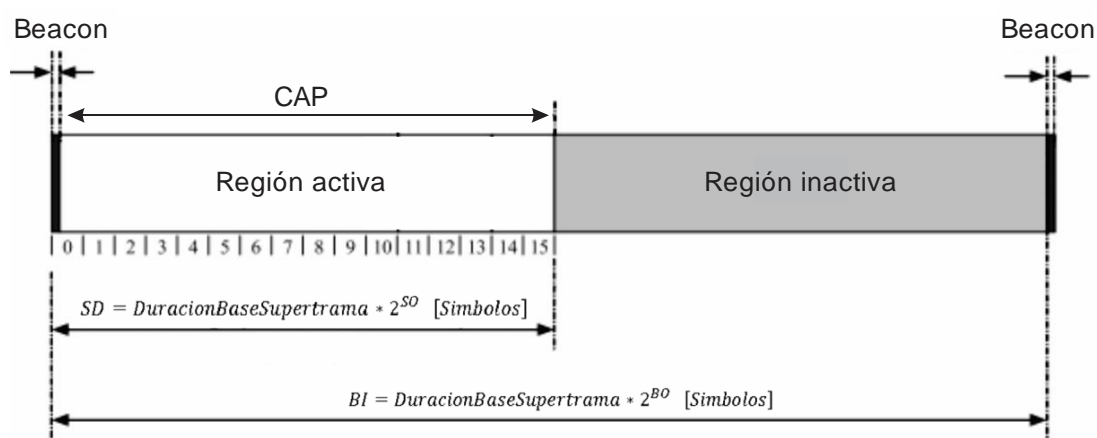 Beacon
Beacon
CAP
Región activa
Región inactiva
| 0 | 1 | 2 | 3 | 4 | 5 | 6 | 7 | 8 | 9 | 10 | 11 | 12 | 13 | 14 | 15 |
SD = DuracionBaseSupertrama * 2^SO [Simbolos]
BI = DuracionBaseSupertrama * 2^BO [Simbolos]